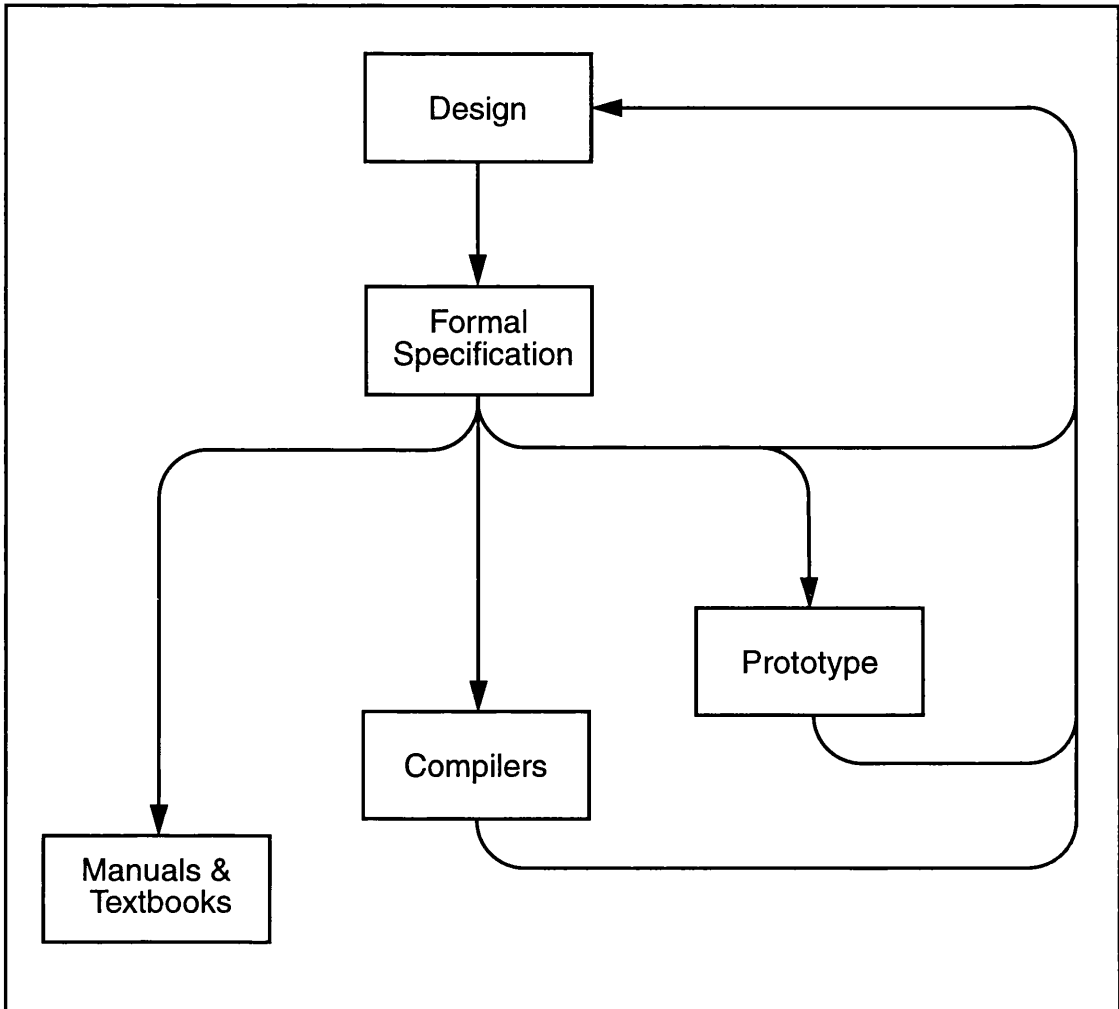 Design
Formal
Specification
Prototype
Compilers
Manuals &
Textbooks